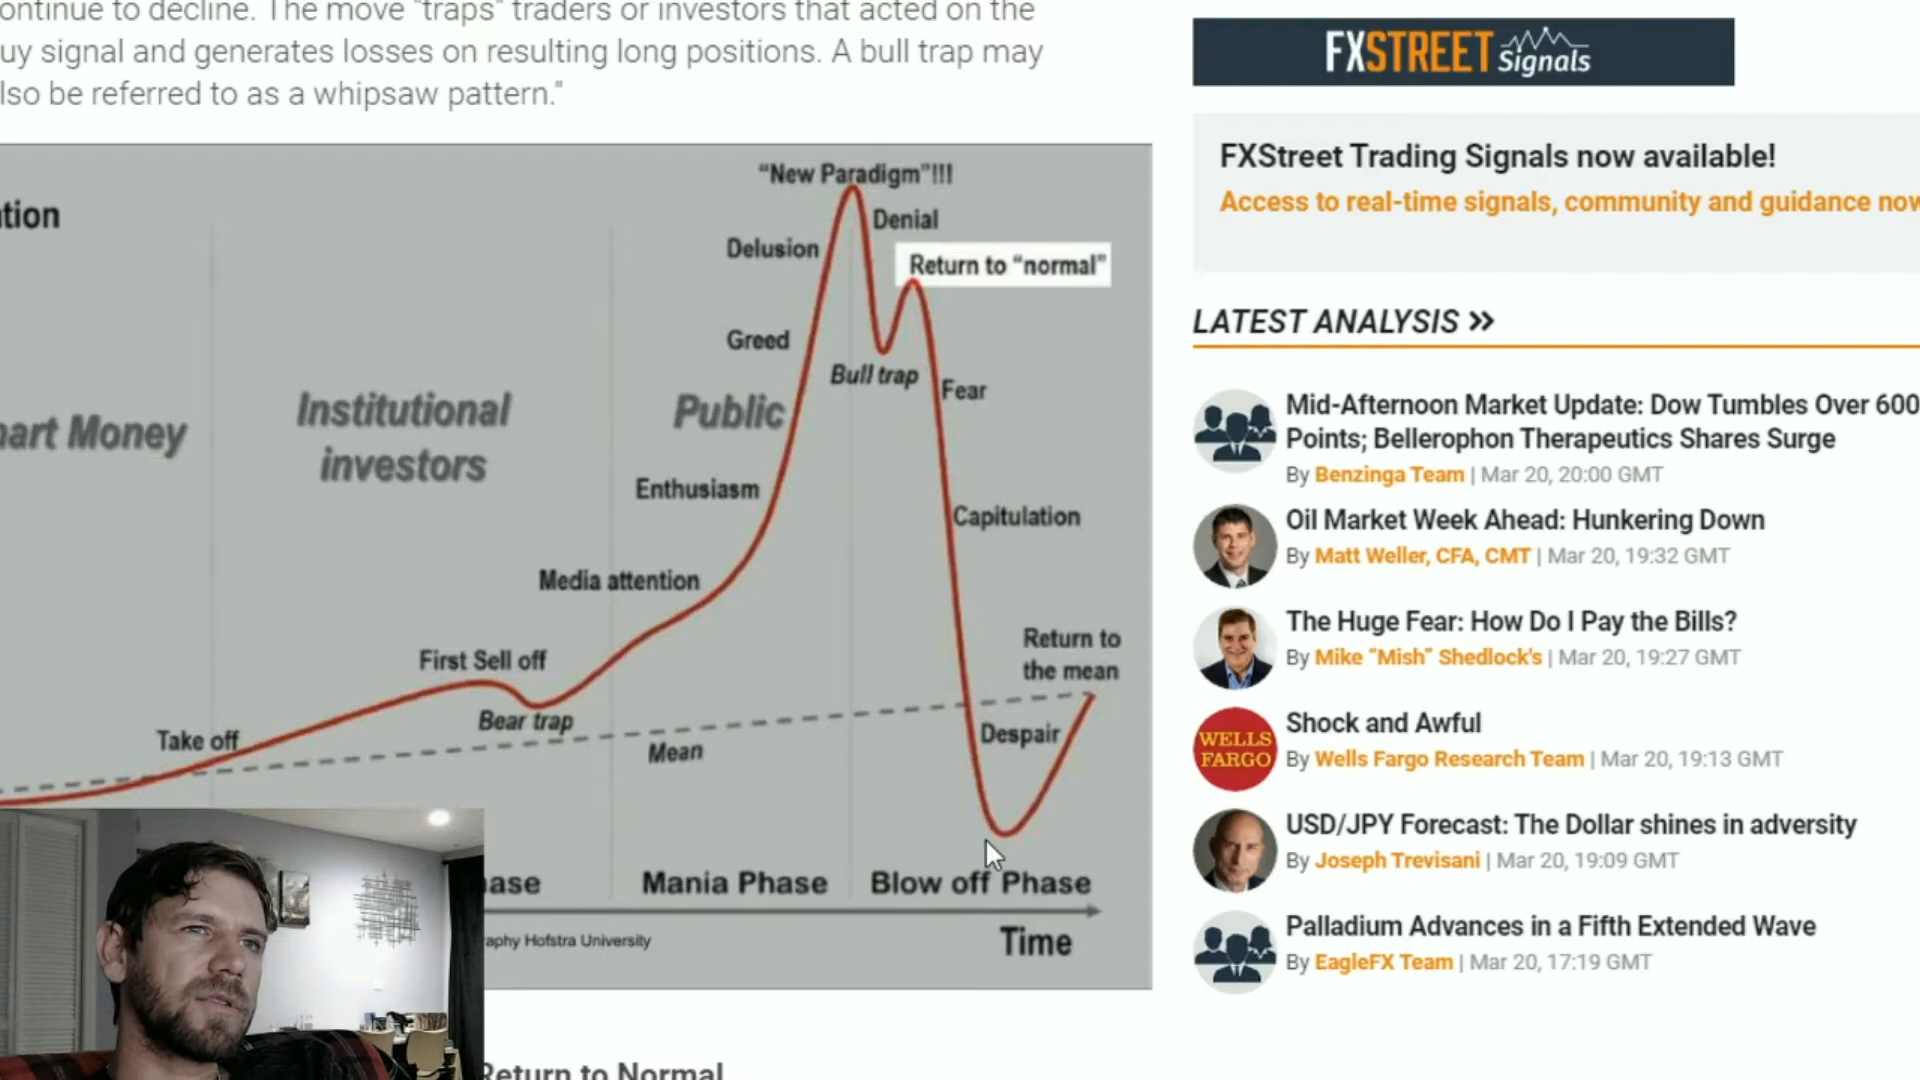 ontinue to decline. The move "traps" traders or investors that acted on the
uy signal and generates losses on resulting long positions. A bull trap may
lso be referred to as a whipsaw pattern."
FXSTREET Signals
FXStreet Trading Signals now available!
Access to real-time signals, community and guidance now
LATEST ANALYSIS >>
Mid-Afternoon Market Update: Dow Tumbles Over 600
Points; Bellerophon Therapeutics Shares Surge
By Benzinga Team | Mar 20, 20:00 GMT
Oil Market Week Ahead: Hunkering Down
By Matt Weller, CFA, CMT | Mar 20, 19:32 GMT
The Huge Fear: How Do I Pay the Bills?
By Mike "Mish" Shedlock's | Mar 20, 19:27 GMT
WELLS
FARGO
Shock and Awful
By Wells Fargo Research Team | Mar 20, 19:13 GMT
USD/JPY Forecast: The Dollar shines in adversity
By Joseph Trevisani | Mar 20, 19:09 GMT
Palladium Advances in a Fifth Extended Wave
By EagleFX Team | Mar 20, 17:19 GMT
"New Paradigm"!!!
tion
Denial
Delusion
Return to "normal"
Greed
Bull trap
Fear
Institutional
investors
Public
art Money
Enthusiasm
Capitulation
Media attention
First Sell off
Return to
the mean
Bear trap
Take off
Mean
Despair
ase
Mania Phase
Blow off Phase
aphy Hofstra University
Time
Return to Normal